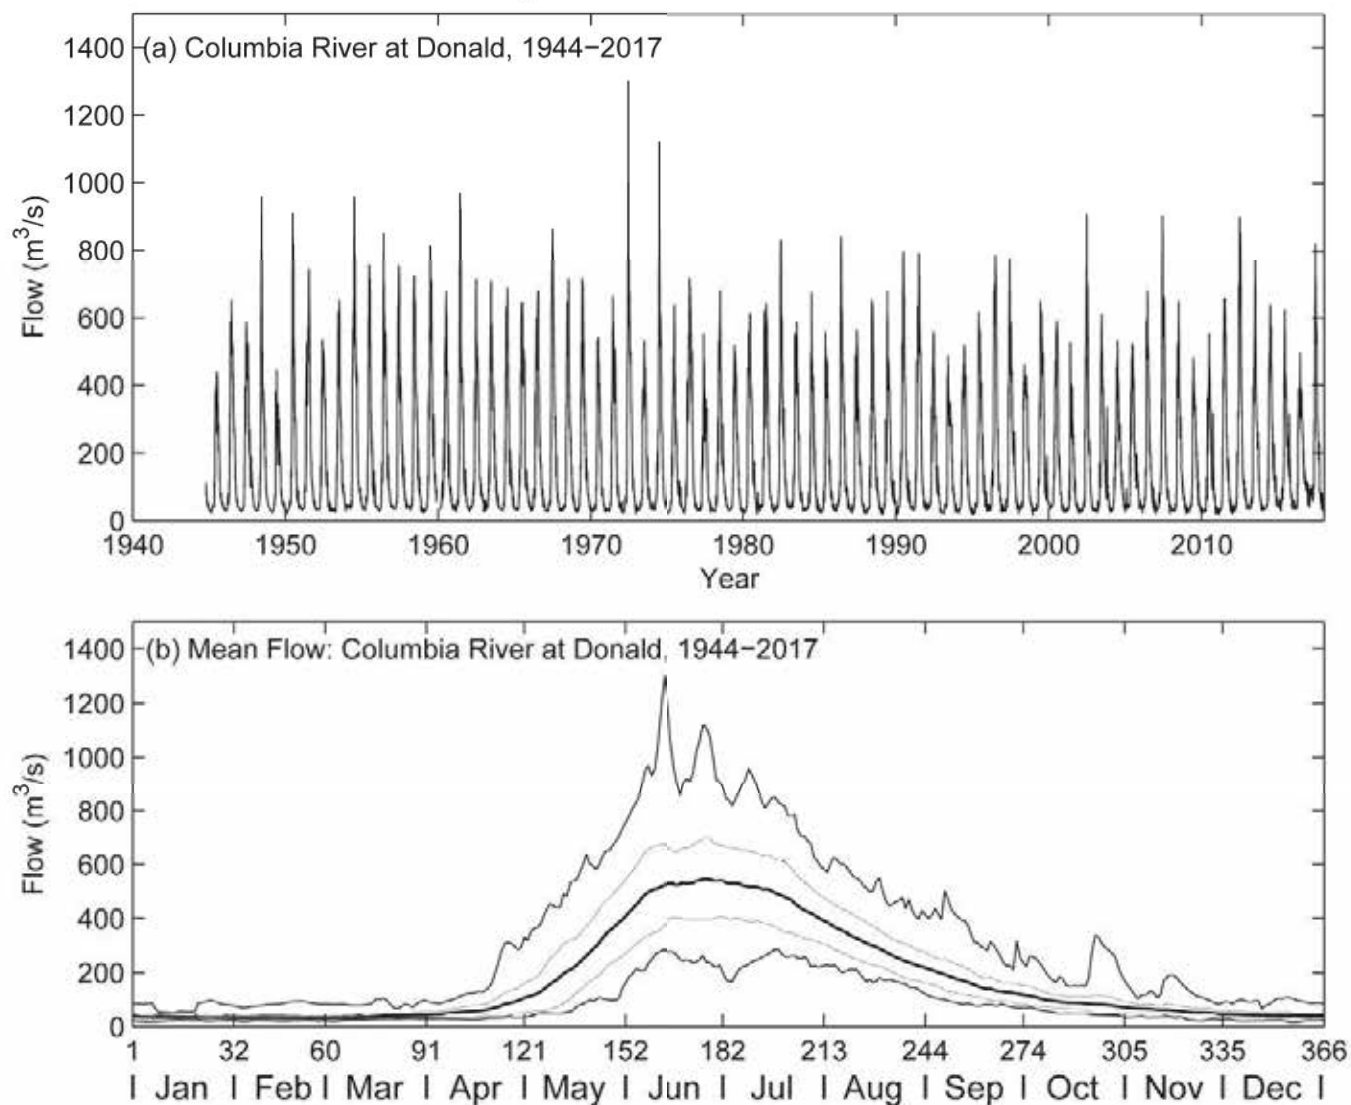 1400
(a) Columbia River at Donald, 1944−2017
1200
1000
800
600
400
200
0
Flow (m³/s)
1940 1950 1960 1970 1980 1990 2000 2010
Year
1400
(b) Mean Flow: Columbia River at Donald, 1944−2017
1200
1000
800
600
400
200
0
Flow (m³/s)
1 32 60 91 121 152 182 213 244 274 305 335 366
| Jan | Feb | Mar | Apr | May | Jun | Jul | Aug | Sep | Oct | Nov | Dec |